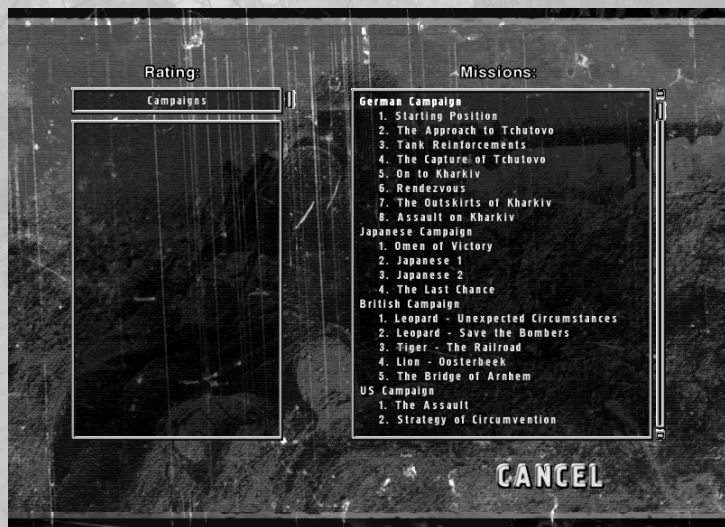 Rating:
Campaigns
Missions:
German Campaign
1. Starting Position
2. The Approach to Tchutovo
3. Tank Reinforcements
4. The Capture of Tchutovo
5. On to Kharkiv
6. Rendezvous
7. The Outskirts of Kharkiv
8. Assault on Kharkiv
Japanese Campaign
1. Omen of Victory
2. Japanese 1
3. Japanese 2
4. The Last Chance
British Campaign
1. Leopard - Unexpected Circumstances
2. Leopard - Save the Bombers
3. Tiger - The Railroad
4. Lion - Oosterbeek
5. The Bridge of Arnhem
US Campaign
1. The Assault
2. Strategy of Circumvention
CANCEL